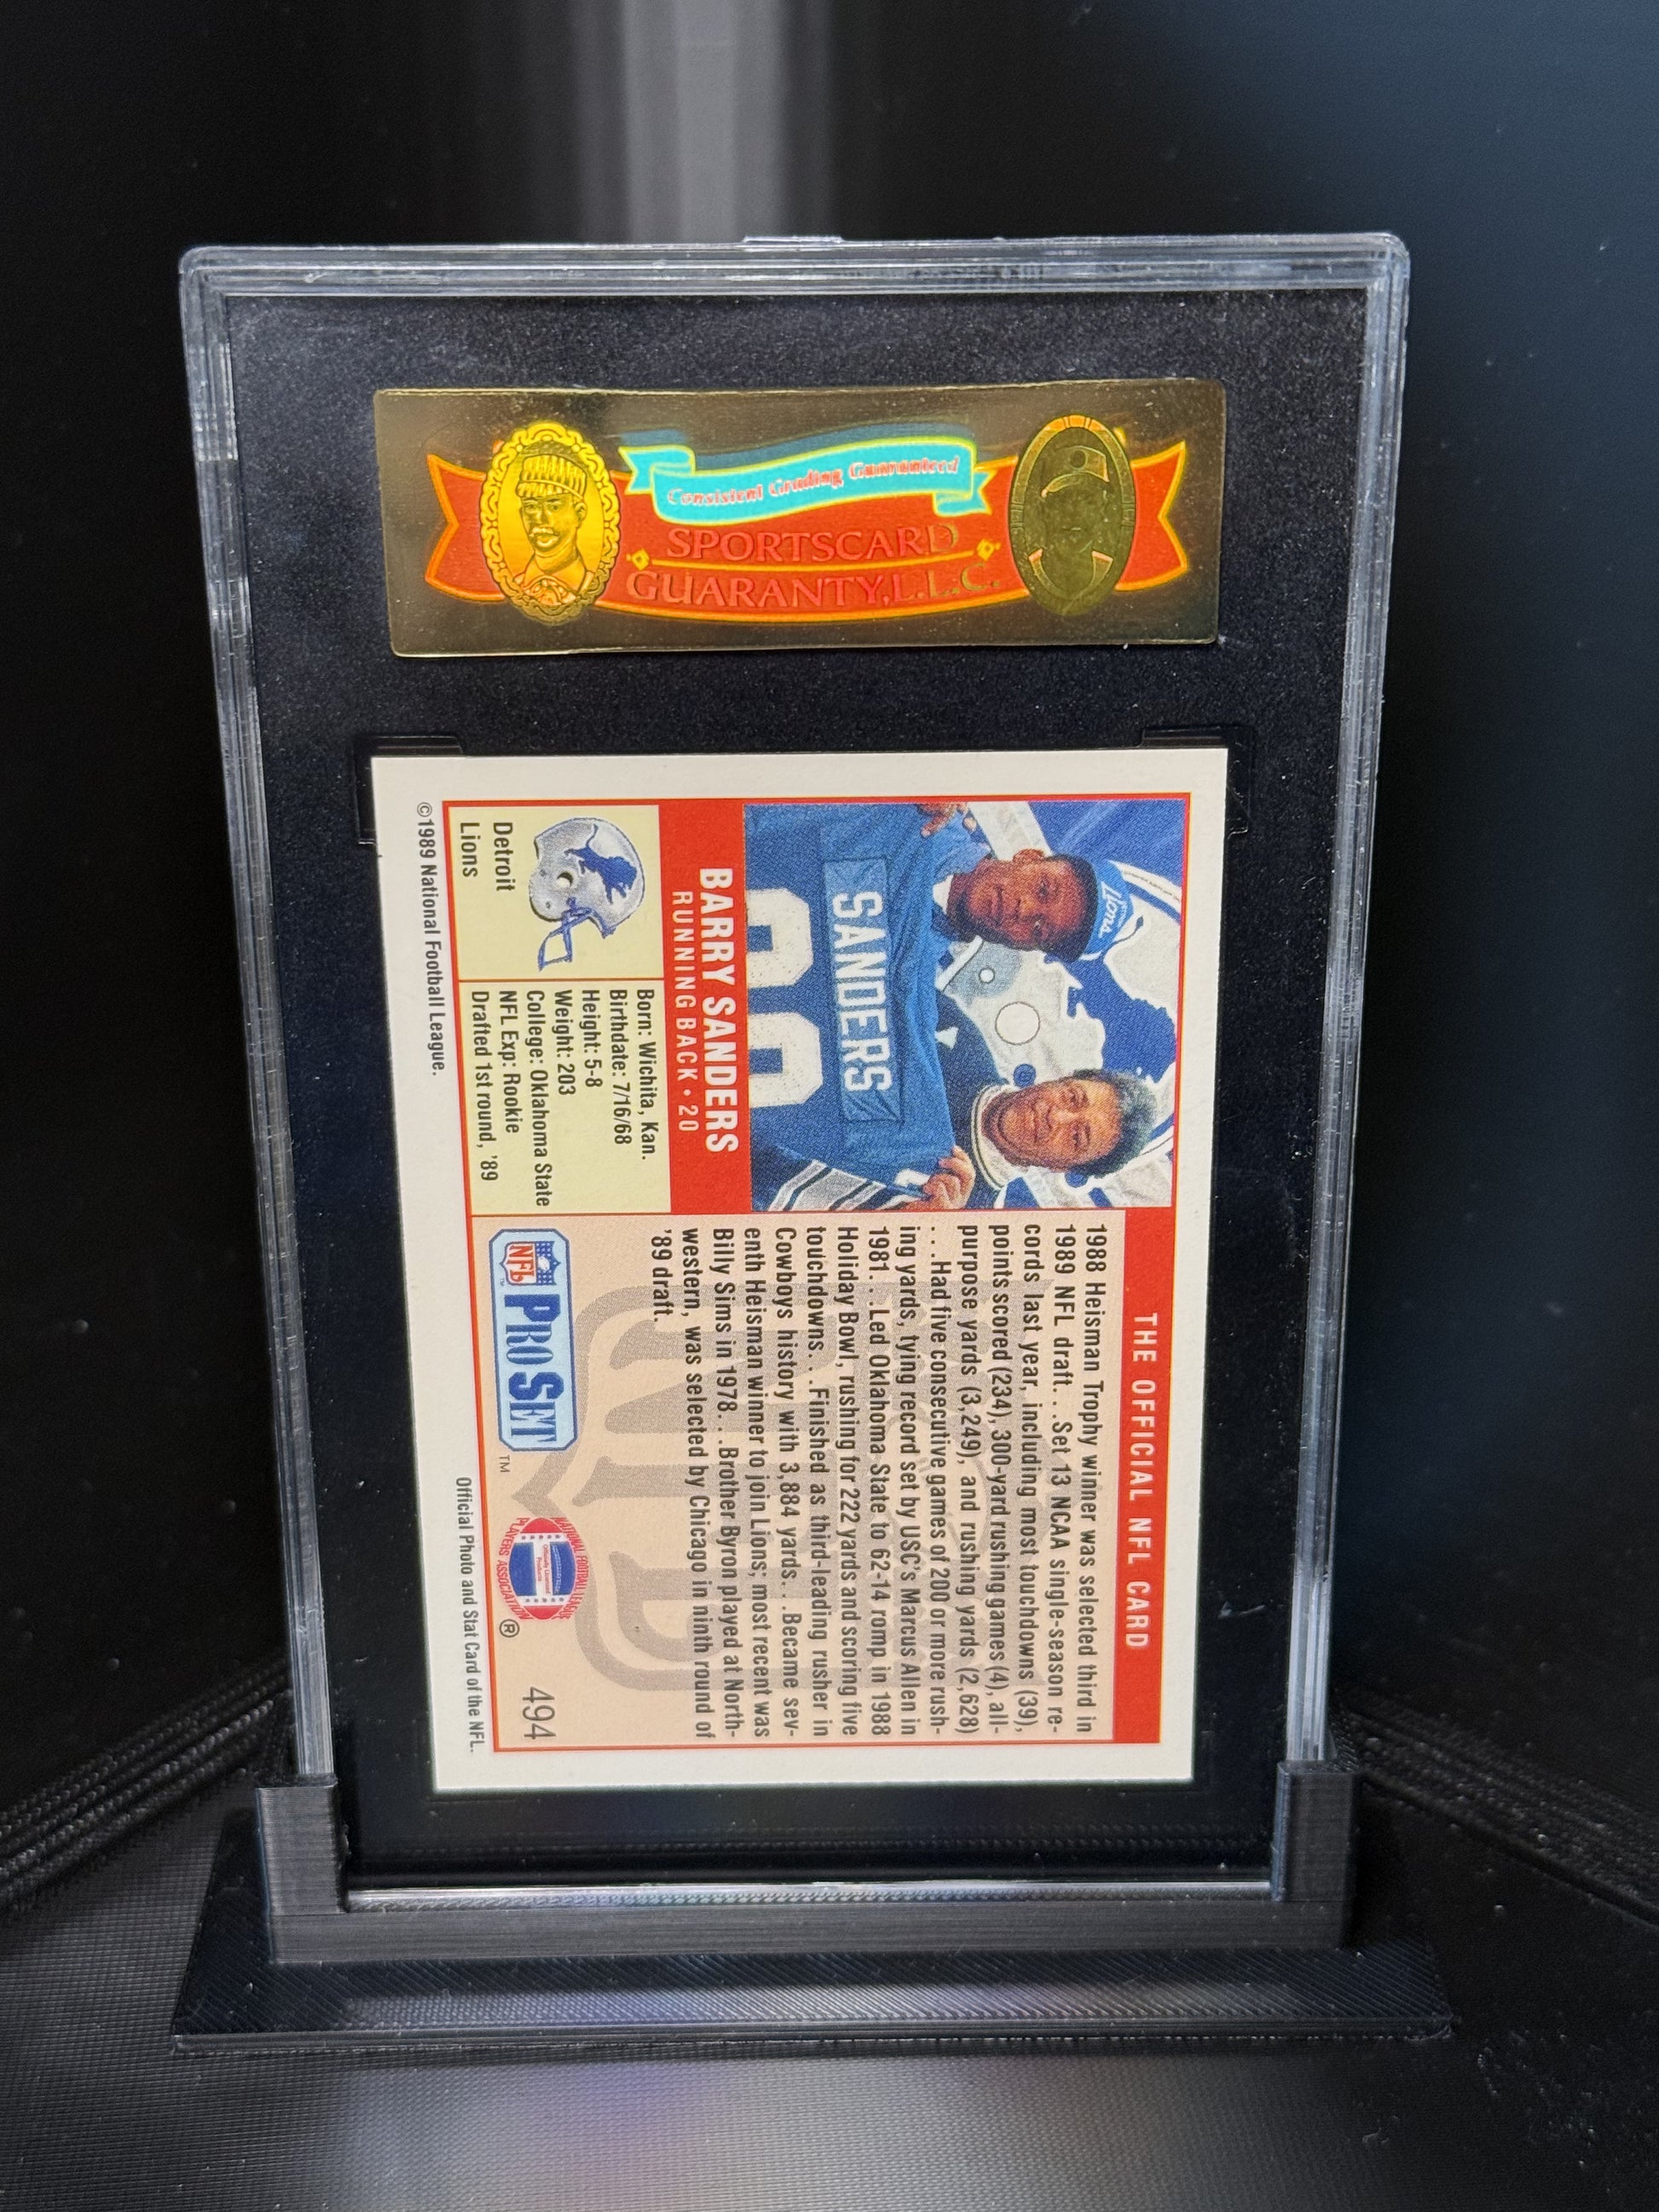 Consistent Grading Guaranteed
SPORTSCARD
GUARANTY, L.L.C.
THE OFFICIAL NFL CARD
Lions
SANDERS
BARRY SANDERS
RUNNING BACK • 20
Detroit
Lions
Born: Wichita, Kan.
Birthdate: 7/16/68
Height: 5-8
Weight: 203
College: Oklahoma State
NFL Exp: Rookie
Drafted 1st round, '89
1988 Heisman Trophy winner was selected third in
1989 NFL draft. . .Set 13 NCAA single-season re-
cords last year, including most touchdowns (39),
points scored (234), 300-yard rushing games (4), all-
purpose yards (3,249), and rushing yards (2,628)
. . .Had five consecutive games of 200 or more rush-
ing yards, tying record set by USC's Marcus Allen in
1981. . .Led Oklahoma State to 62-14 romp in 1988
Holiday Bowl, rushing for 222 yards and scoring five
touchdowns. . .Finished as third-leading rusher in
Cowboys history with 3,884 yards. . .Became sev-
enth Heisman winner to join Lions; most recent was
Billy Sims in 1978. . .Brother Byron played at North-
western, was selected by Chicago in ninth round of
'89 draft.
NFL
PRO SET ™
NATIONAL FOOTBALL LEAGUE
PLAYERS ASSOCIATION
®
494
©1989 National Football League.
Official Photo and Stat Card of the NFL.